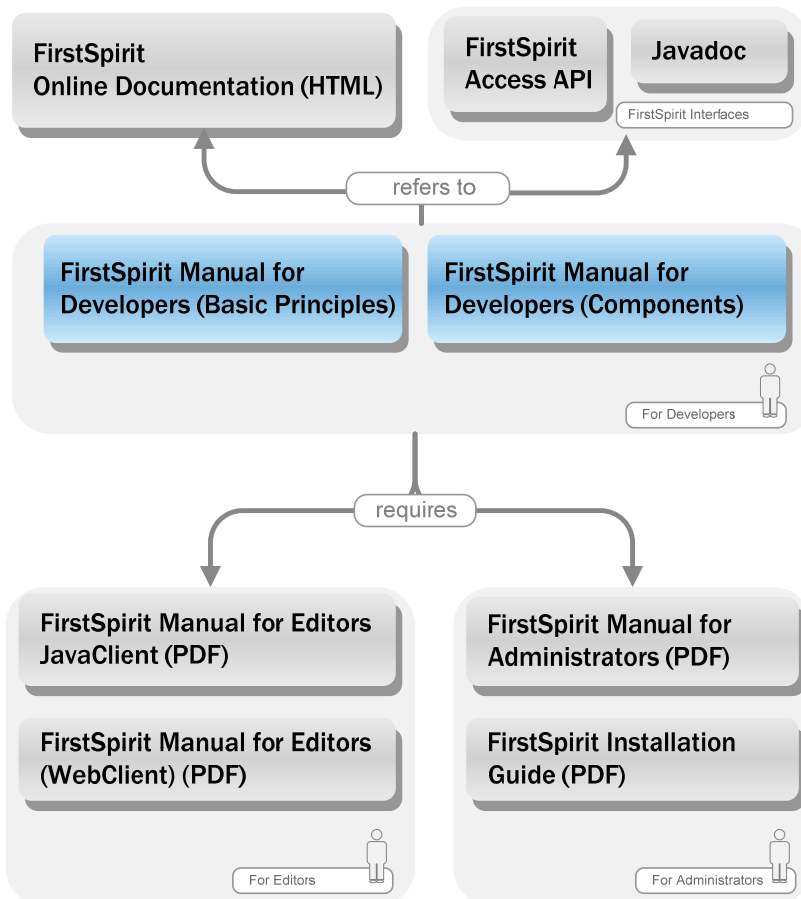 FirstSpirit
Online Documentation (HTML)
FirstSpirit
Access API
Javadoc
FirstSpirit Interfaces
refers to
FirstSpirit Manual for
Developers (Basic Principles)
FirstSpirit Manual for
Developers (Components)
For Developers
requires
FirstSpirit Manual for Editors
JavaClient (PDF)
FirstSpirit Manual for Editors
(WebClient) (PDF)
For Editors
FirstSpirit Manual for
Administrators (PDF)
FirstSpirit Installation
Guide (PDF)
For Administrators